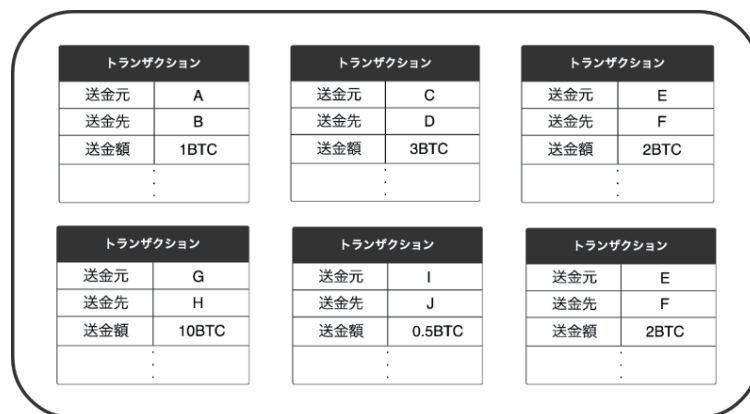 トランザクション
送金元 A
送金先 B
送金額 1BTC
トランザクション
送金元 C
送金先 D
送金額 3BTC
トランザクション
送金元 E
送金先 F
送金額 2BTC
トランザクション
送金元 G
送金先 H
送金額 10BTC
トランザクション
送金元 I
送金先 J
送金額 0.5BTC
トランザクション
送金元 E
送金先 F
送金額 2BTC